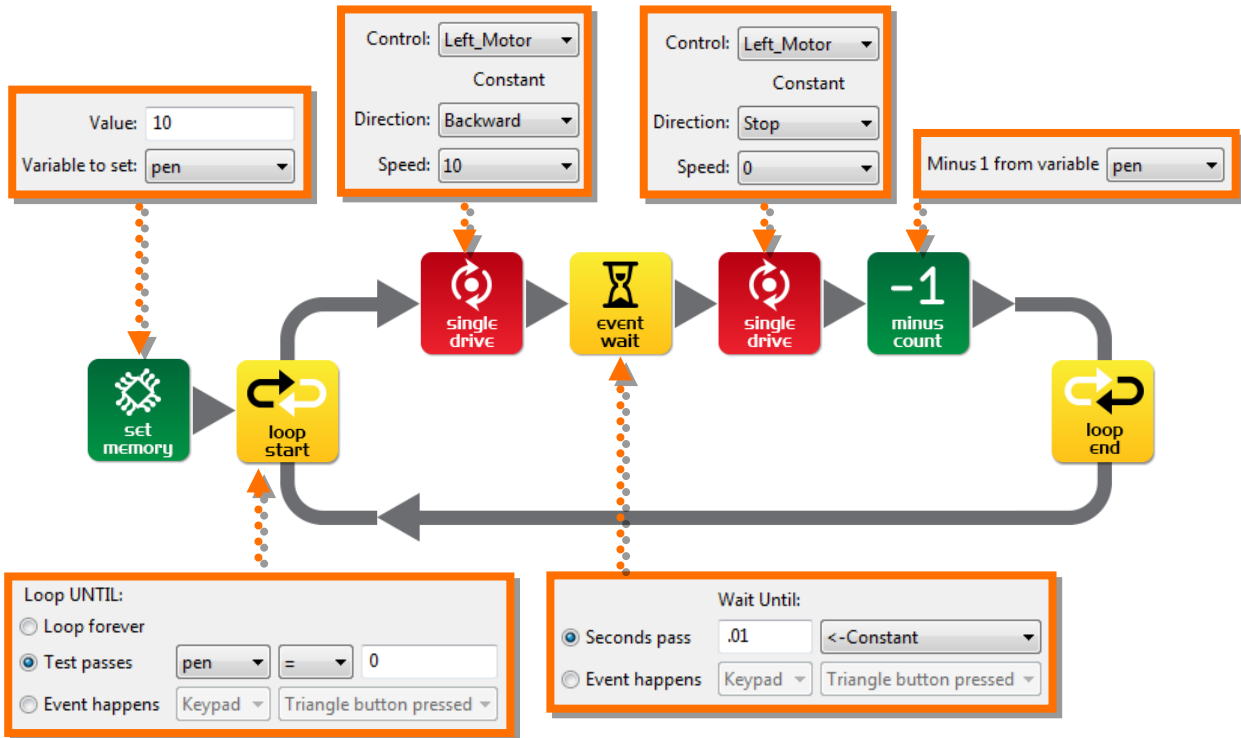 Value: 10
Variable to set: pen
Control: Left_Motor
Constant
Direction: Backward
Speed: 10
Control: Left_Motor
Constant
Direction: Stop
Speed: 0
Minus 1 from variable pen
set
memory
loop
start
single
drive
event
wait
single
drive
-1
minus
count
loop
end
Loop UNTIL:
Loop forever
Test passes pen = 0
Event happens Keypad Triangle button pressed
Wait Until:
Seconds pass .01 <-Constant
Event happens Keypad Triangle button pressed